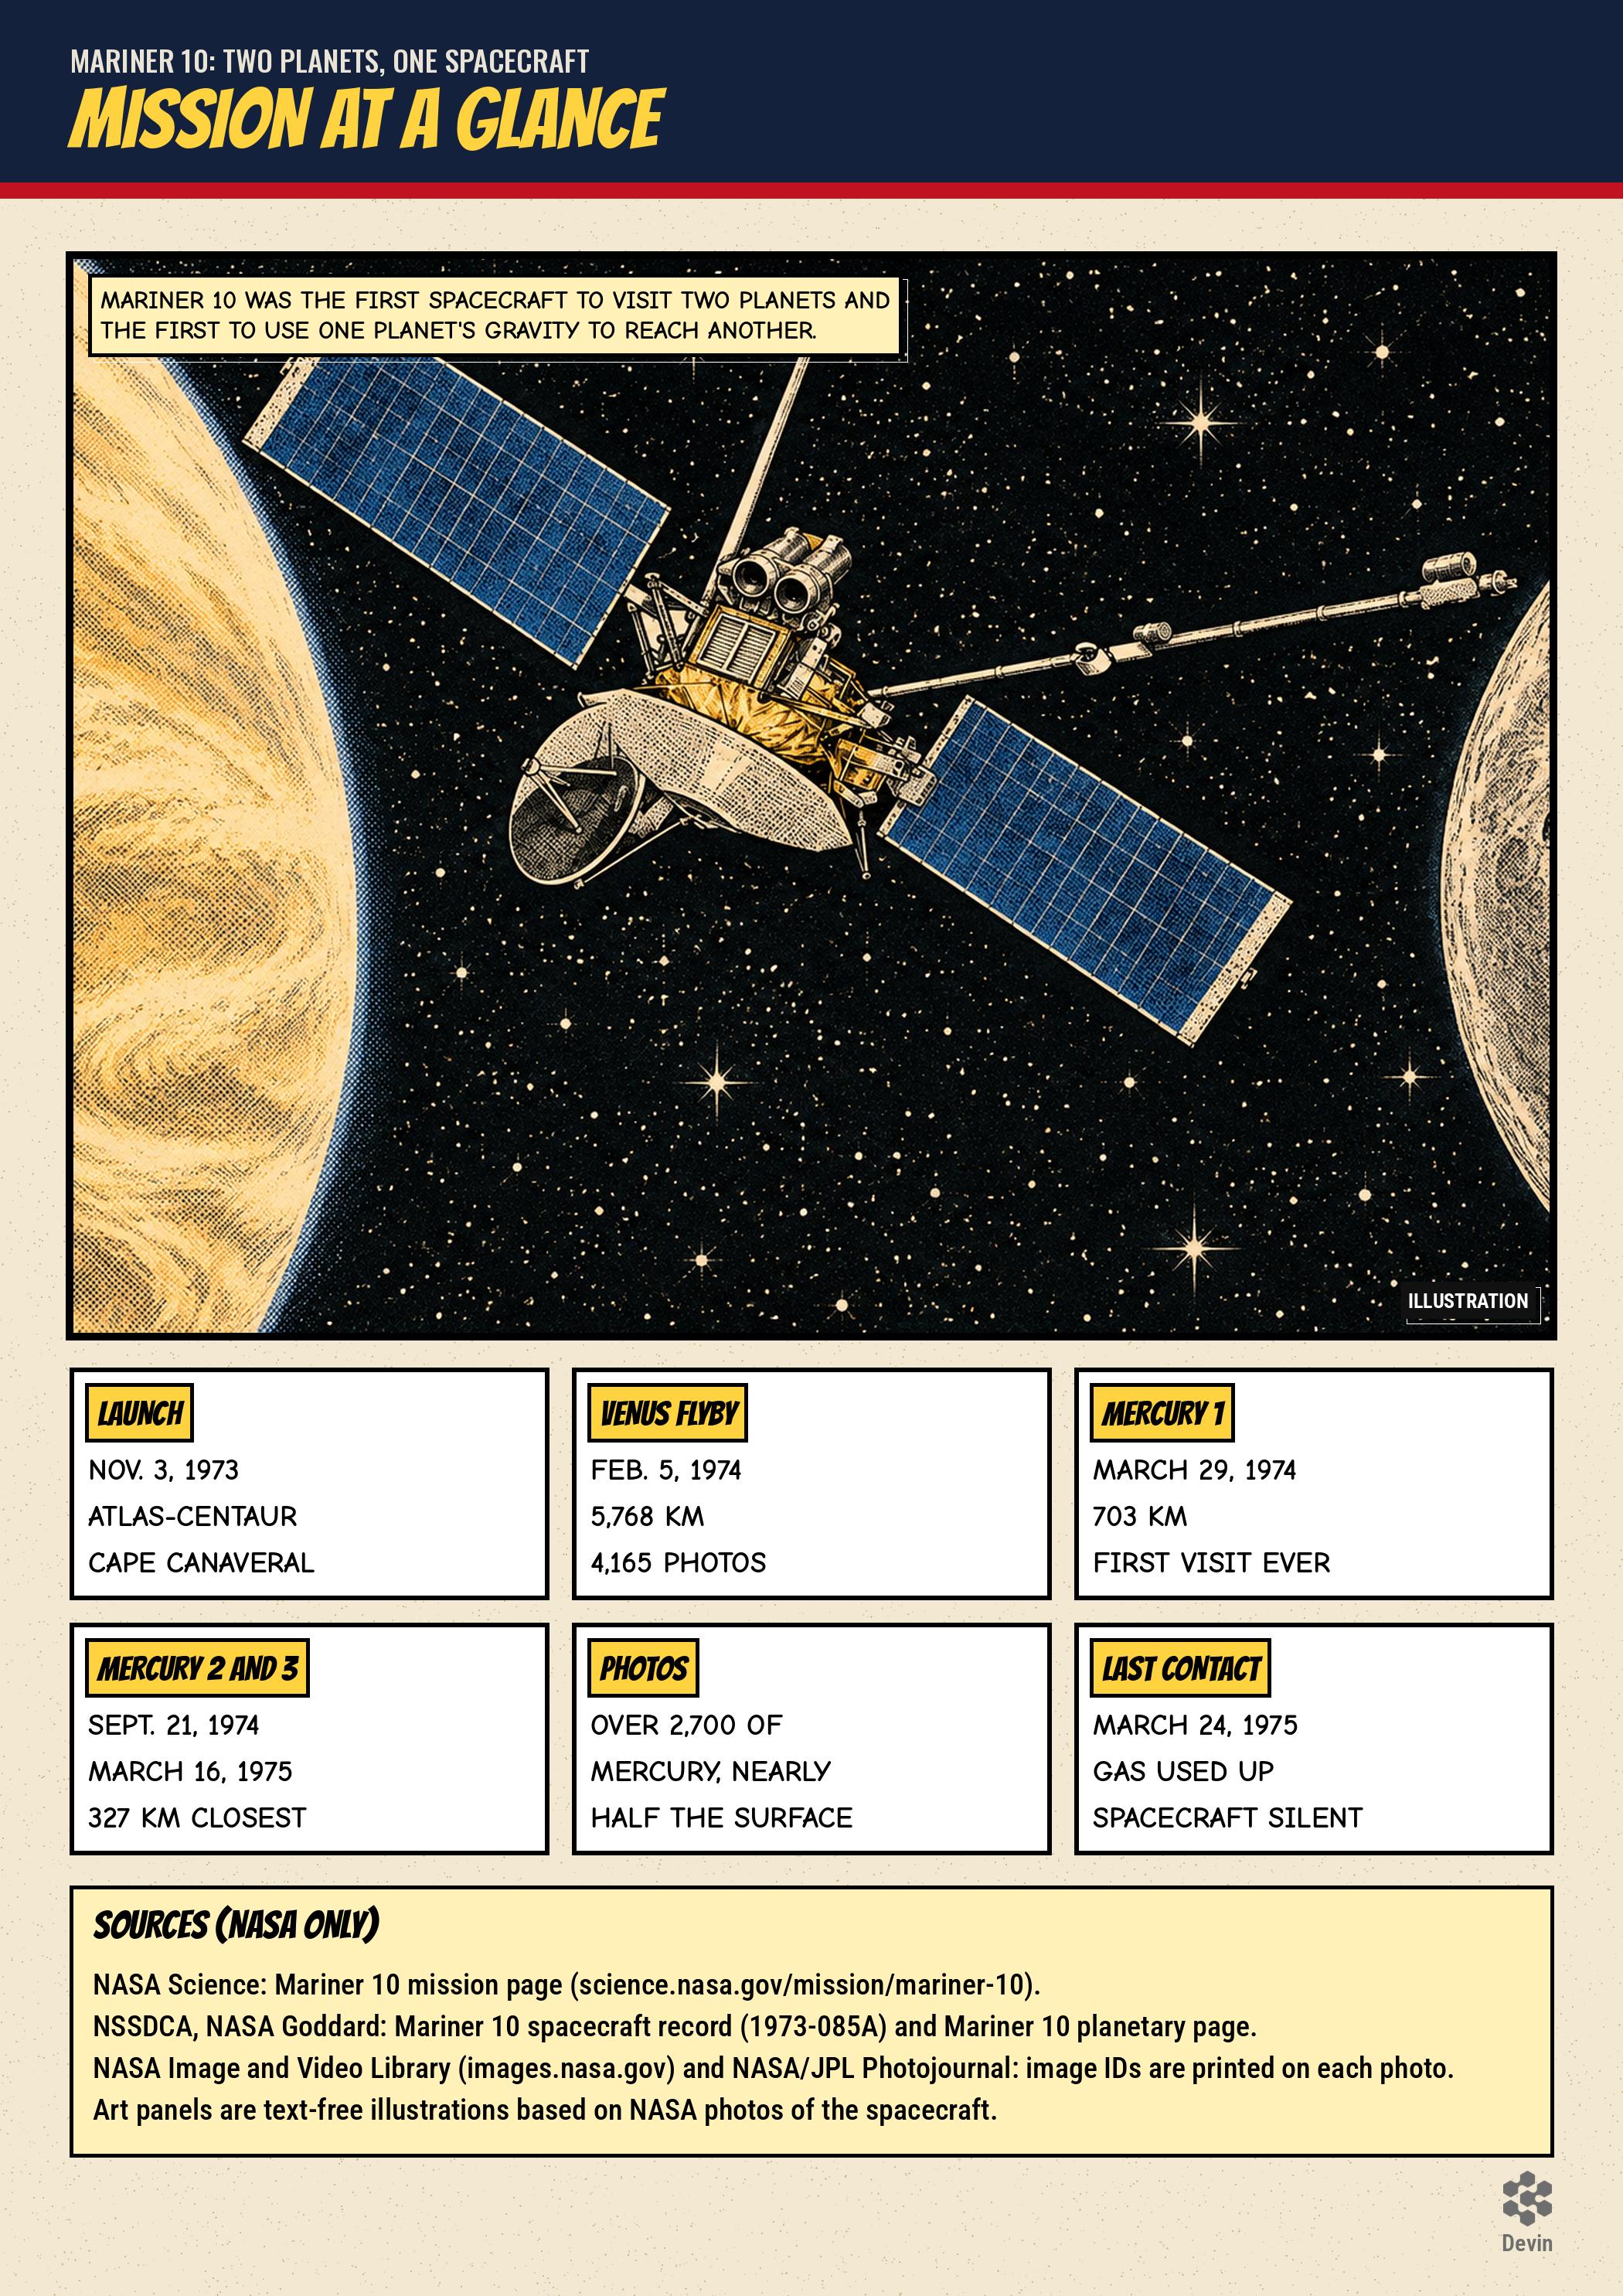 MARINER 10: TWO PLANETS, ONE SPACECRAFT
MISSION AT A GLANCE
MARINER 10 WAS THE FIRST SPACECRAFT TO VISIT TWO PLANETS AND
THE FIRST TO USE ONE PLANET'S GRAVITY TO REACH ANOTHER.
ILLUSTRATION
LAUNCH
NOV. 3, 1973
ATLAS-CENTAUR
CAPE CANAVERAL
VENUS FLYBY
FEB. 5, 1974
5,768 KM
4,165 PHOTOS
MERCURY 1
MARCH 29, 1974
703 KM
FIRST VISIT EVER
MERCURY 2 AND 3
SEPT. 21, 1974
MARCH 16, 1975
327 KM CLOSEST
PHOTOS
OVER 2,700 OF
MERCURY, NEARLY
HALF THE SURFACE
LAST CONTACT
MARCH 24, 1975
GAS USED UP
SPACECRAFT SILENT
SOURCES (NASA ONLY)
NASA Science: Mariner 10 mission page (science.nasa.gov/mission/mariner-10).
NSSDCA, NASA Goddard: Mariner 10 spacecraft record (1973-085A) and Mariner 10 planetary page.
NASA Image and Video Library (images.nasa.gov) and NASA/JPL Photojournal: image IDs are printed on each photo.
Art panels are text-free illustrations based on NASA photos of the spacecraft.
Devin